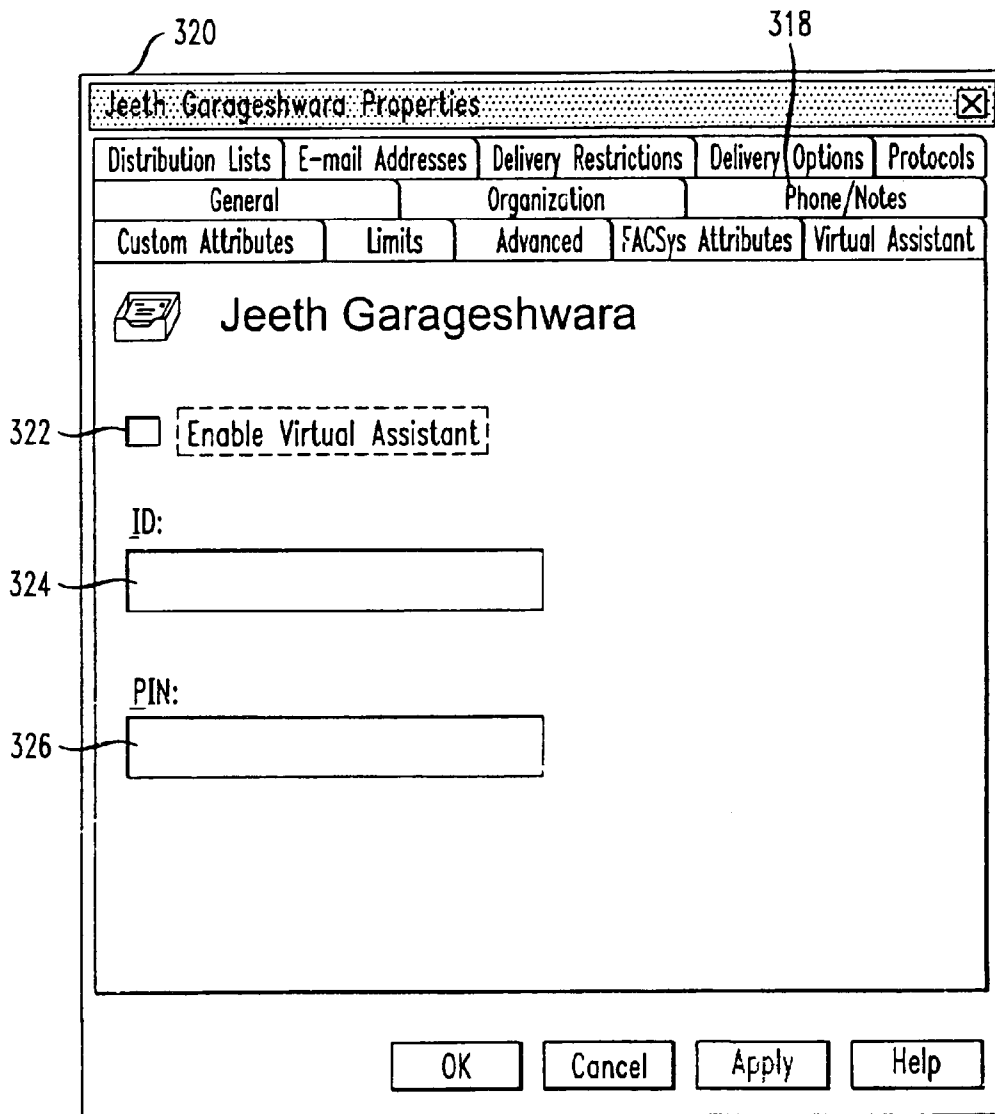 320
318
Jeeth Garageshwara Properties
Distribution Lists E-mail Addresses Delivery Restrictions Delivery Options Protocols
General Organization Phone/Notes
Custom Attributes Limits Advanced FACSys Attributes Virtual Assistant
Jeeth Garageshwara
322
Enable Virtual Assistant
ID:
324
PIN:
326
OK Cancel Apply Help